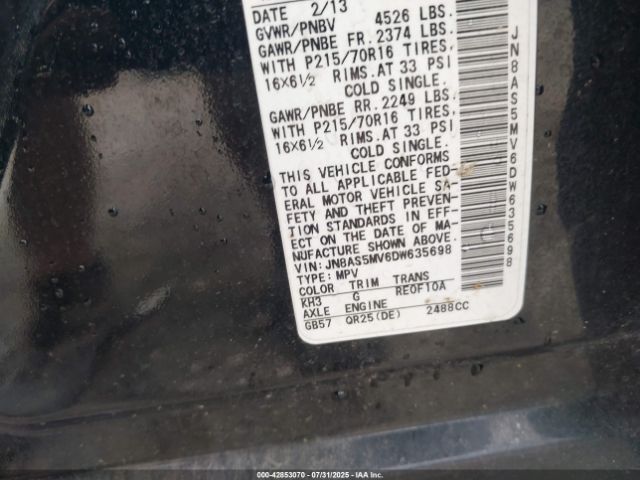 DATE 2/13
GVWR/PNBV 4526 LBS.
GAWR/PNBE FR. 2374 LBS.
WITH P215/70R16 TIRES,
16X6½ RIMS.AT 33 PSI
COLD SINGLE.
GAWR/PNBE RR. 2249 LBS.
WITH P215/70R16 TIRES,
16X6½ RIMS.AT 33 PSI
COLD SINGLE.
THIS VEHICLE CONFORMS
TO ALL APPLICABLE FED-
ERAL MOTOR VEHICLE SA-
FETY AND THEFT PREVEN-
TION STANDARDS IN EFF-
ECT ON THE DATE OF MA-
NUFACTURE SHOWN ABOVE.
VIN: JN8AS5MV6DW635698
TYPE: MPV
COLOR TRIM TRANS
KH3 G RE0F10A
AXLE ENGINE
GB57 QR25(DE) 2488CC
JN8AS5MV6DW635698
000-42853070 - 07/31/2025 - IAA Inc.